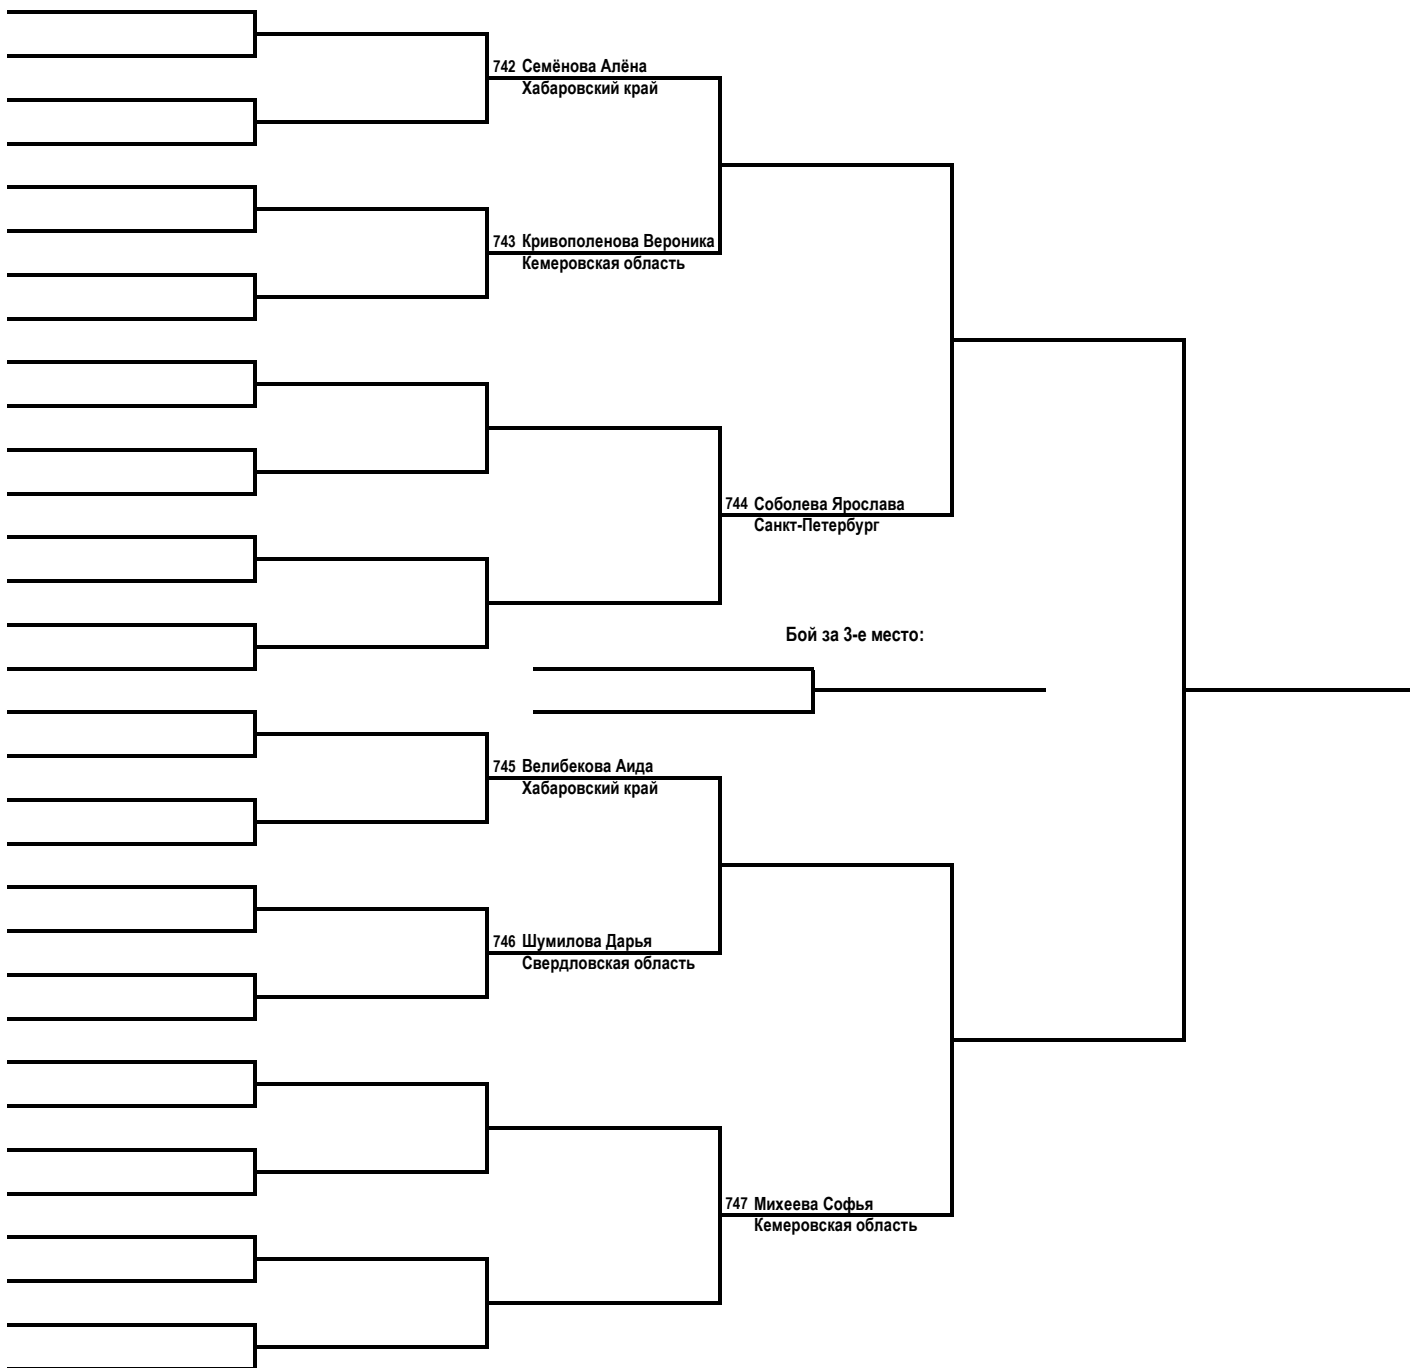 742 Семёнова Алёна
Хабаровский край
743 Кривополенова Вероника
Кемеровская область
744 Соболева Ярослава
Санкт-Петербург
Бой за 3-е место:
745 Велибекова Аида
Хабаровский край
746 Шумилова Дарья
Свердловская область
747 Михеева Софья
Кемеровская область